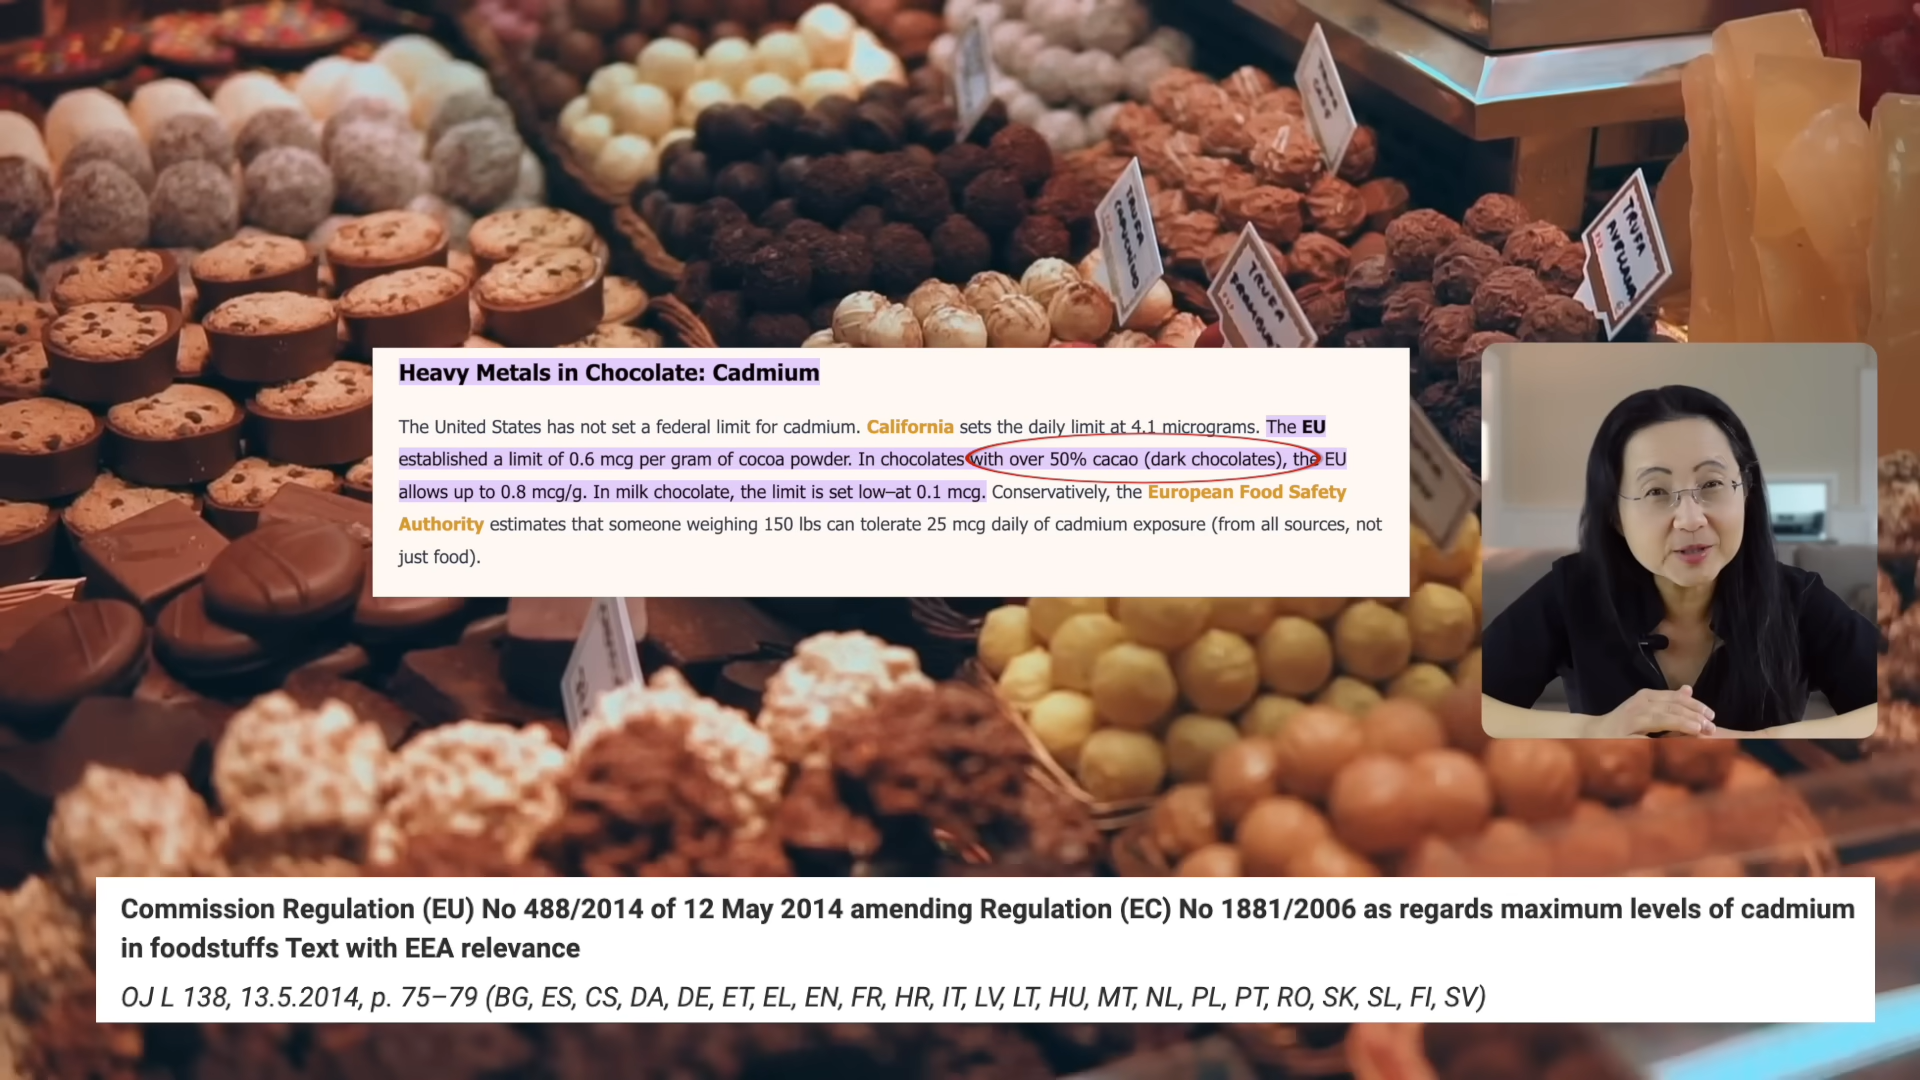 TRUFA
CAPUCHINO
TRUFA
TRUFA
AVELLANA
Heavy Metals in Chocolate: Cadmium
The United States has not set a federal limit for cadmium. California sets the daily limit at 4.1 micrograms. The EU
established a limit of 0.6 mcg per gram of cocoa powder. In chocolates with over 50% cacao (dark chocolates), the EU
allows up to 0.8 mcg/g. In milk chocolate, the limit is set low–at 0.1 mcg. Conservatively, the European Food Safety
Authority estimates that someone weighing 150 lbs can tolerate 25 mcg daily of cadmium exposure (from all sources, not
just food).
Commission Regulation (EU) No 488/2014 of 12 May 2014 amending Regulation (EC) No 1881/2006 as regards maximum levels of cadmium
in foodstuffs Text with EEA relevance
OJ L 138, 13.5.2014, p. 75–79 (BG, ES, CS, DA, DE, ET, EL, EN, FR, HR, IT, LV, LT, HU, MT, NL, PL, PT, RO, SK, SL, FI, SV)